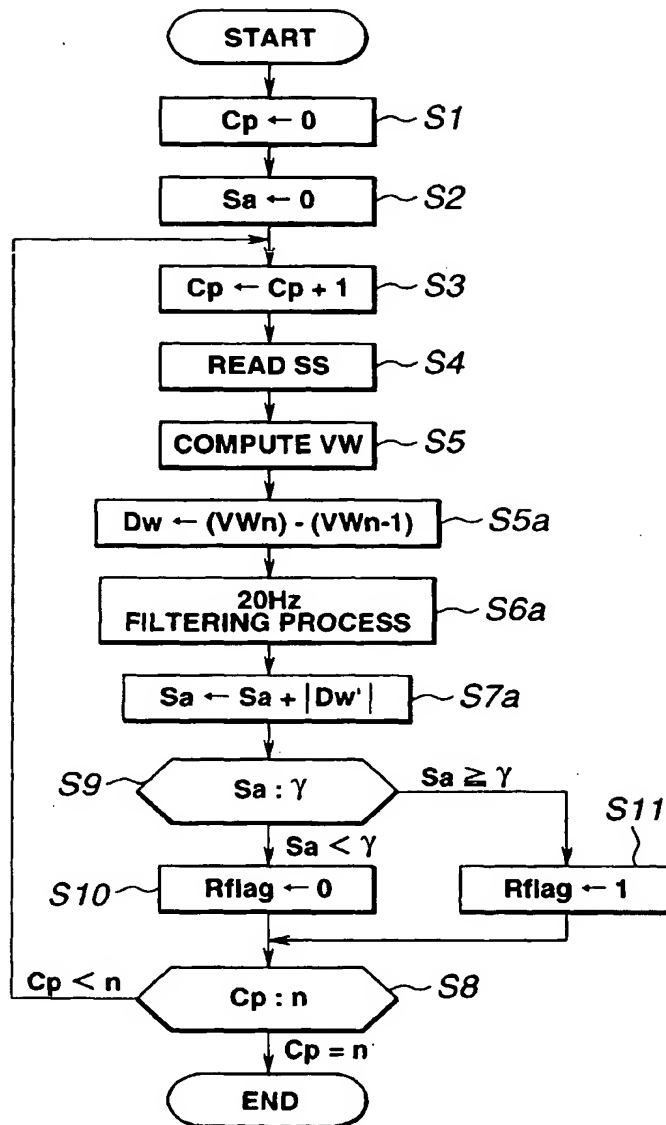 START
Cp ← 0
S1
Sa ← 0
S2
Cp ← Cp + 1
S3
READ SS
S4
COMPUTE VW
S5
Dw ← (VWn) - (VWn-1)
S5a
20Hz
FILTERING PROCESS
S6a
Sa ← Sa + |Dw'|
S7a
S9
Sa : γ
Sa ≧ γ
S11
Sa < γ
S10
Rflag ← 0
Rflag ← 1
Cp < n
Cp : n
S8
Cp = n
END